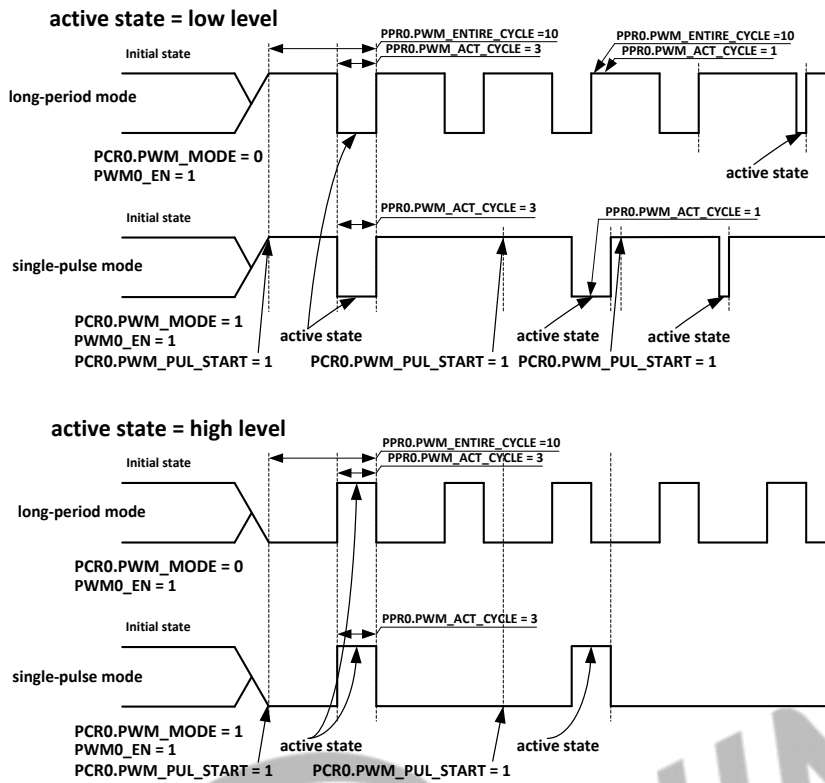 active state = low level
Initial state
PPR0.PWM_ENTIRE_CYCLE =10
PPR0.PWM_ACT_CYCLE = 3
PPR0.PWM_ENTIRE_CYCLE =10
PPR0.PWM_ACT_CYCLE = 1
long-period mode
PCR0.PWM_MODE = 0
PWM0_EN = 1
active state
Initial state
PPR0.PWM_ACT_CYCLE = 3
PPR0.PWM_ACT_CYCLE = 1
single-pulse mode
PCR0.PWM_MODE = 1
PWM0_EN = 1
PCR0.PWM_PUL_START = 1
active state
active state
active state
PCR0.PWM_PUL_START = 1
PCR0.PWM_PUL_START = 1
active state = high level
Initial state
PPR0.PWM_ENTIRE_CYCLE =10
PPR0.PWM_ACT_CYCLE = 3
long-period mode
PCR0.PWM_MODE = 0
PWM0_EN = 1
Initial state
PPR0.PWM_ACT_CYCLE = 3
single-pulse mode
PCR0.PWM_MODE = 1
PWM0_EN = 1
PCR0.PWM_PUL_START = 1
active state
active state
PCR0.PWM_PUL_START = 1